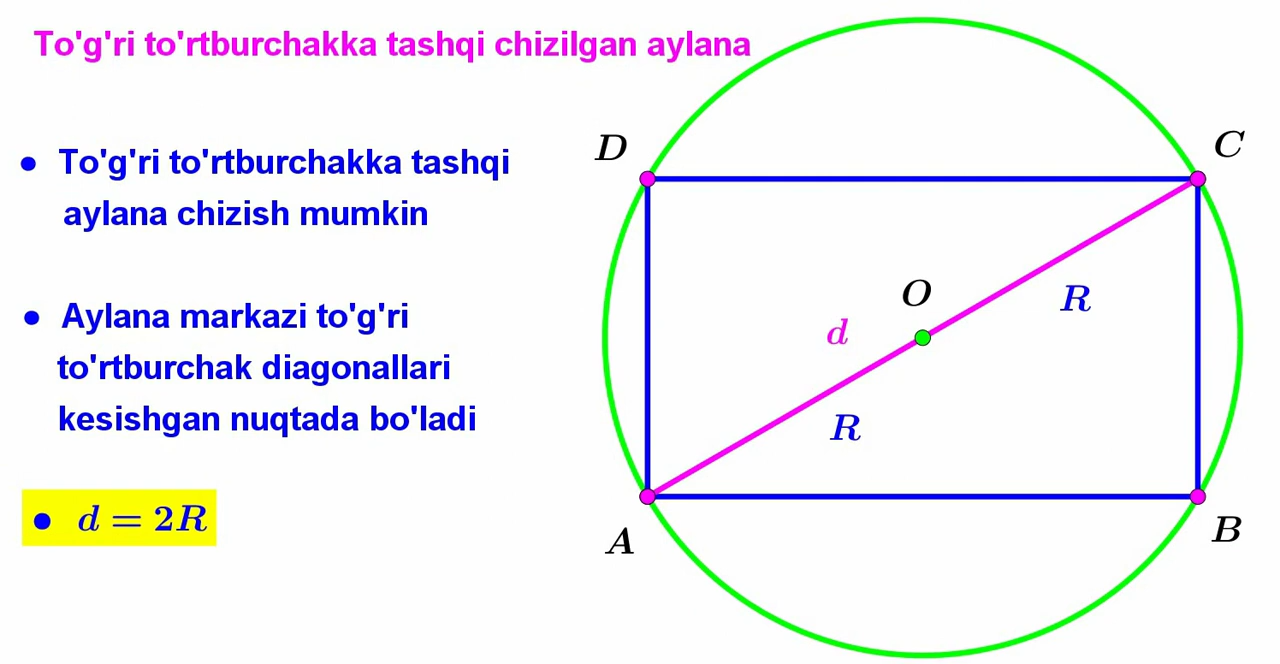 To'g'ri to'rtburchakka tashqi chizilgan aylana
● To'g'ri to'rtburchakka tashqi
aylana chizish mumkin
● Aylana markazi to'g'ri
to'rtburchak diagonallari
kesishgan nuqtada bo'ladi
● d = 2R
D
C
O
R
d
R
A
B